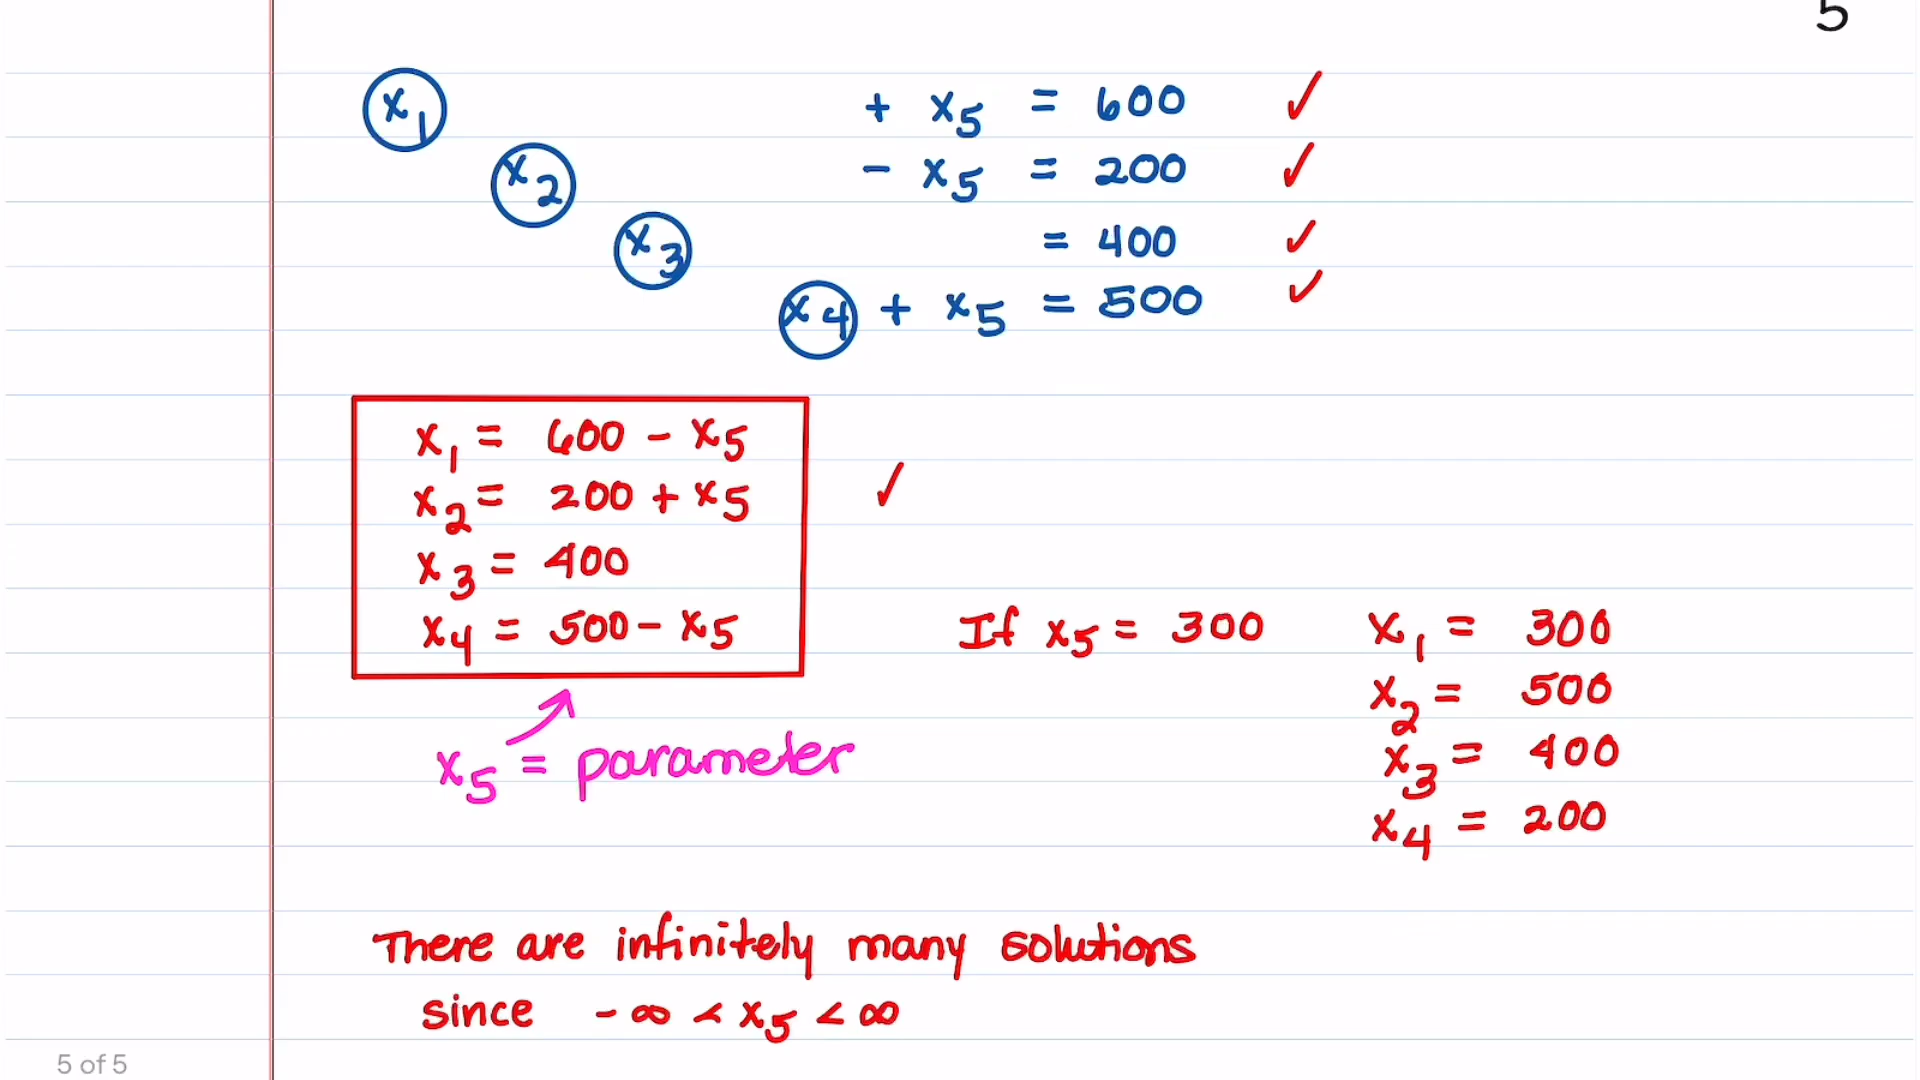 5
x₁ + x₅ = 600 ✓
x₂ - x₅ = 200 ✓
x₃ = 400 ✓
x₄ + x₅ = 500 ✓
x₁ = 600 - x₅
x₂ = 200 + x₅ ✓
x₃ = 400
x₄ = 500 - x₅
x₅ = parameter
If x₅ = 300 x₁ = 300
x₂ = 500
x₃ = 400
x₄ = 200
There are infinitely many solutions
since -∞ < x₅ < ∞
5 of 5